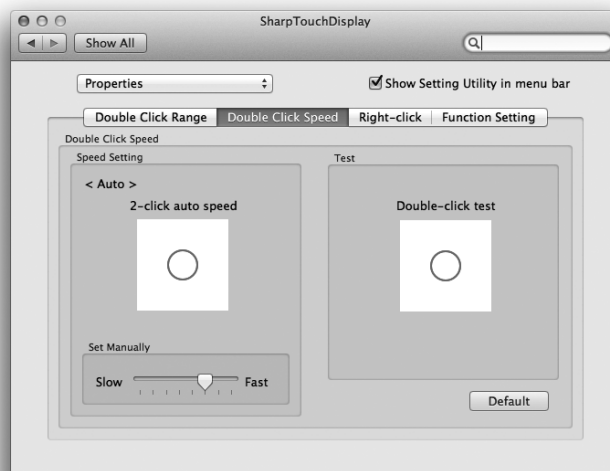 SharpTouchDisplay
Show All
Properties
Show Setting Utility in menu bar
Double Click Range
Double Click Speed
Right-click
Function Setting
Double Click Speed
Speed Setting
< Auto >
2-click auto speed
Set Manually
Slow
Fast
Test
Double-click test
Default